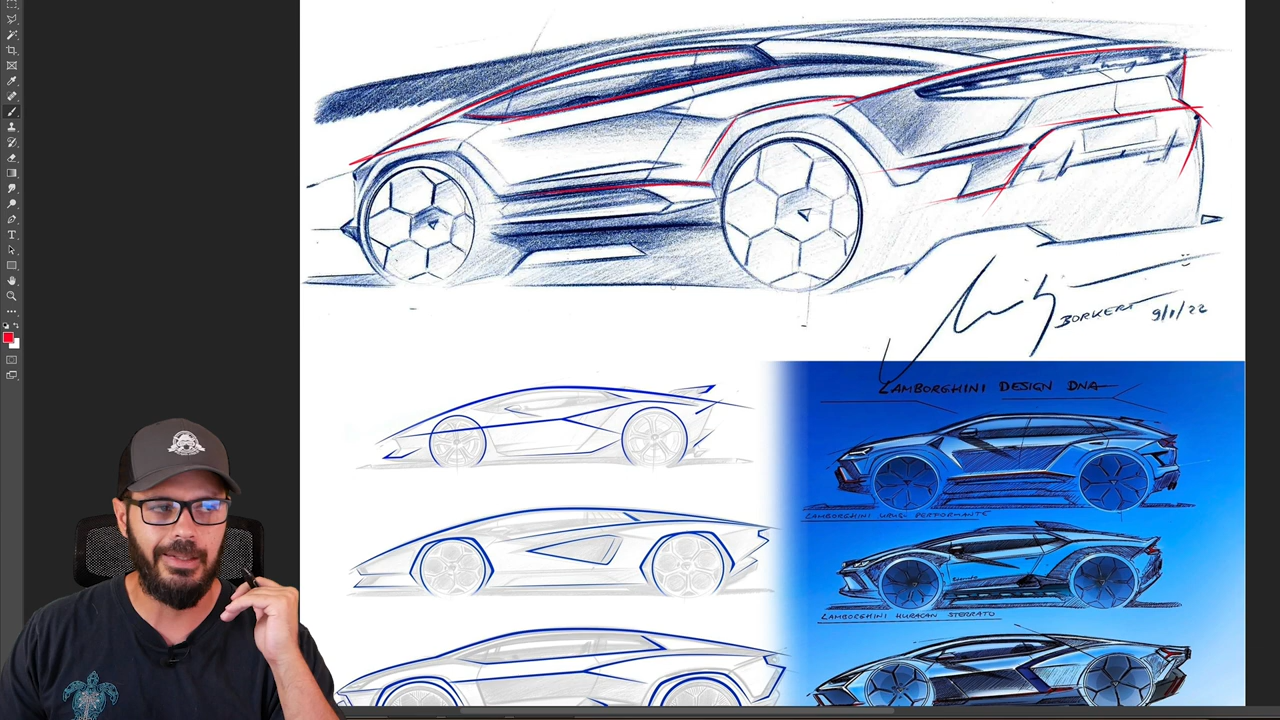 BORKERT 9/1/22
LAMBORGHINI DESIGN DNA
LAMBORGHINI URUS PERFORMANTE
LAMBORGHINI HURACAN STERRATO